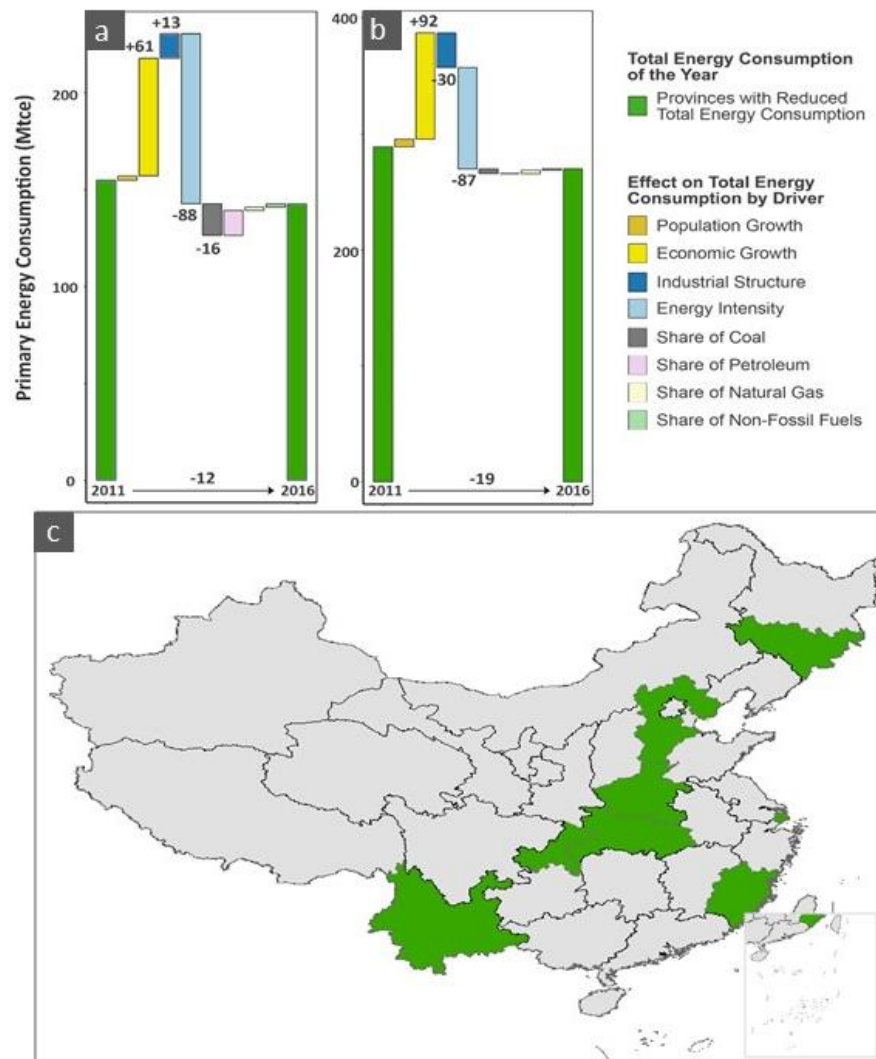 a
+61
+13
-88
-16
200
100
0
Primary Energy Consumption (Mtce)
2011
-12
2016
b
+92
-30
-87
400
200
0
2011
-19
2016
Total Energy Consumption
of the Year
Provinces with Reduced
Total Energy Consumption
Effect on Total Energy
Consumption by Driver
Population Growth
Economic Growth
Industrial Structure
Energy Intensity
Share of Coal
Share of Petroleum
Share of Natural Gas
Share of Non-Fossil Fuels
c